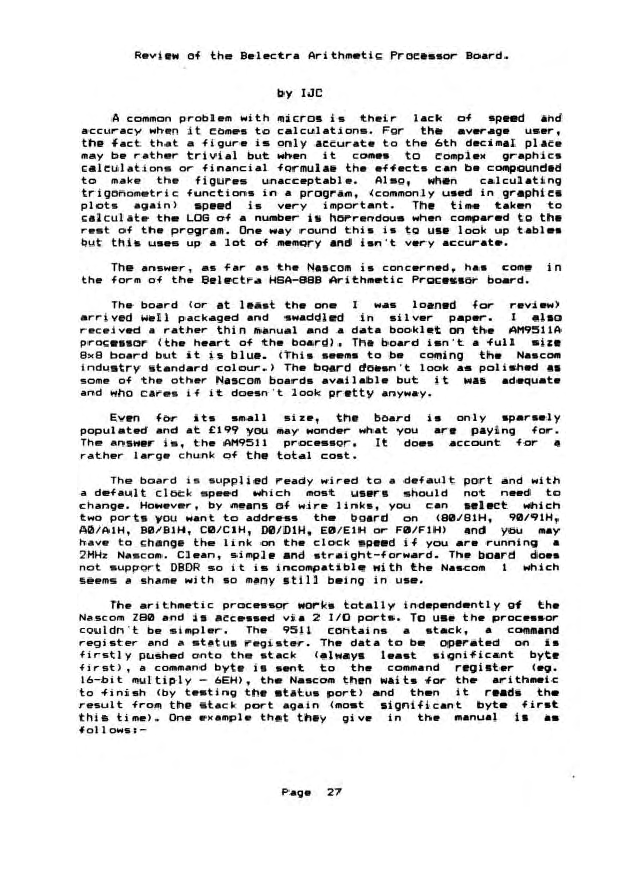 Review of the Belectra Arithmetic Processor Board.
by IJC
A common problem with micros is their lack of speed and
accuracy when it comes to calculations. For the average user,
the fact that a figure is only accurate to the 6th decimal place
may be rather trivial but when it comes to complex graphics
calculations or financial formulae the effects can be compounded
to make the figures unacceptable. Also, when calculating
trigonometric functions in a program, (commonly used in graphics
plots again) speed is very important. The time taken to
calculate the LOG of a number is horrendous when compared to the
rest of the program. One way round this is to use look up tables
but this uses up a lot of memory and isn't very accurate.
The answer, as far as the Nascom is concerned, has come in
the form of the Belectra HSA-88B Arithmetic Processor board.
The board (or at least the one I was loaned for review)
arrived well packaged and swaddled in silver paper. I also
received a rather thin manual and a data booklet on the AM9511A
processor (the heart of the board). The board isn't a full size
8x8 board but it is blue. (This seems to be coming the Nascom
industry standard colour.) The board doesn't look as polished as
some of the other Nascom boards available but it was adequate
and who cares if it doesn't look pretty anyway.
Even for its small size, the board is only sparsely
populated and at £199 you may wonder what you are paying for.
The answer is, the AM9511 processor. It does account for a
rather large chunk of the total cost.
The board is supplied ready wired to a default port and with
a default clock speed which most users should not need to
change. However, by means of wire links, you can select which
two ports you want to address the board on (80/81H, 90/91H,
A0/A1H, B0/B1H, C0/C1H, D0/D1H, E0/E1H or F0/F1H) and you may
have to change the link on the clock speed if you are running a
2MHz Nascom. Clean, simple and straight-forward. The board does
not support DBDR so it is incompatible with the Nascom 1 which
seems a shame with so many still being in use.
The arithmetic processor works totally independently of the
Nascom Z80 and is accessed via 2 I/O ports. To use the processor
couldn't be simpler. The 9511 contains a stack, a command
register and a status register. The data to be operated on is
firstly pushed onto the stack (always least significant byte
first), a command byte is sent to the command register (eg.
16-bit multiply - 6EH), the Nascom then waits for the arithmeic
to finish (by testing the status port) and then it reads the
result from the stack port again (most significant byte first
this time). One example that they give in the manual is as
follows:-
Page 27